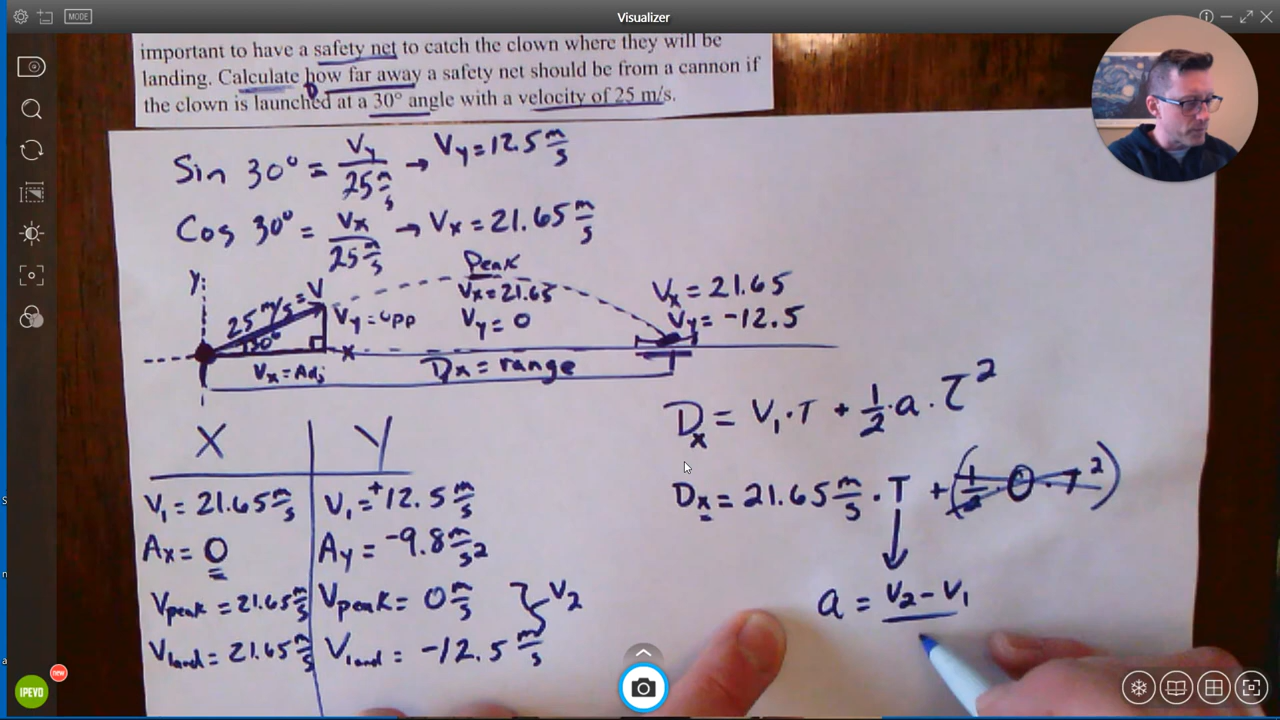 Visualizer
MODE
important to have a safety net to catch the clown where they will be
landing. Calculate how far away a safety net should be from a cannon if
the clown is launched at a 30° angle with a velocity of 25 m/s.
Sin 30° = Vy / 25 m/s → Vy = 12.5 m/s
Cos 30° = Vx / 25 m/s → Vx = 21.65 m/s
y:
25 m/s = V
30°
Vy = opp
x
Vx = Adj
Peak
Vx = 21.65
Vy = 0
Vx = 21.65
Vy = -12.5
Dx = range
X
Y
V₁ = 21.65 m/s
V₁ = +12.5 m/s
Ax = 0
Ay = -9.8 m/s²
Vpeak = 21.65 m/s
Vpeak = 0 m/s
} V₂
Vland = 21.65 m/s
Vland = -12.5 m/s
Dx = V₁ · T + 1/2 · a · T²
Dx = 21.65 m/s · T + (1/2 · 0 · T²)
a = V₂ - V₁
IPEVO
new